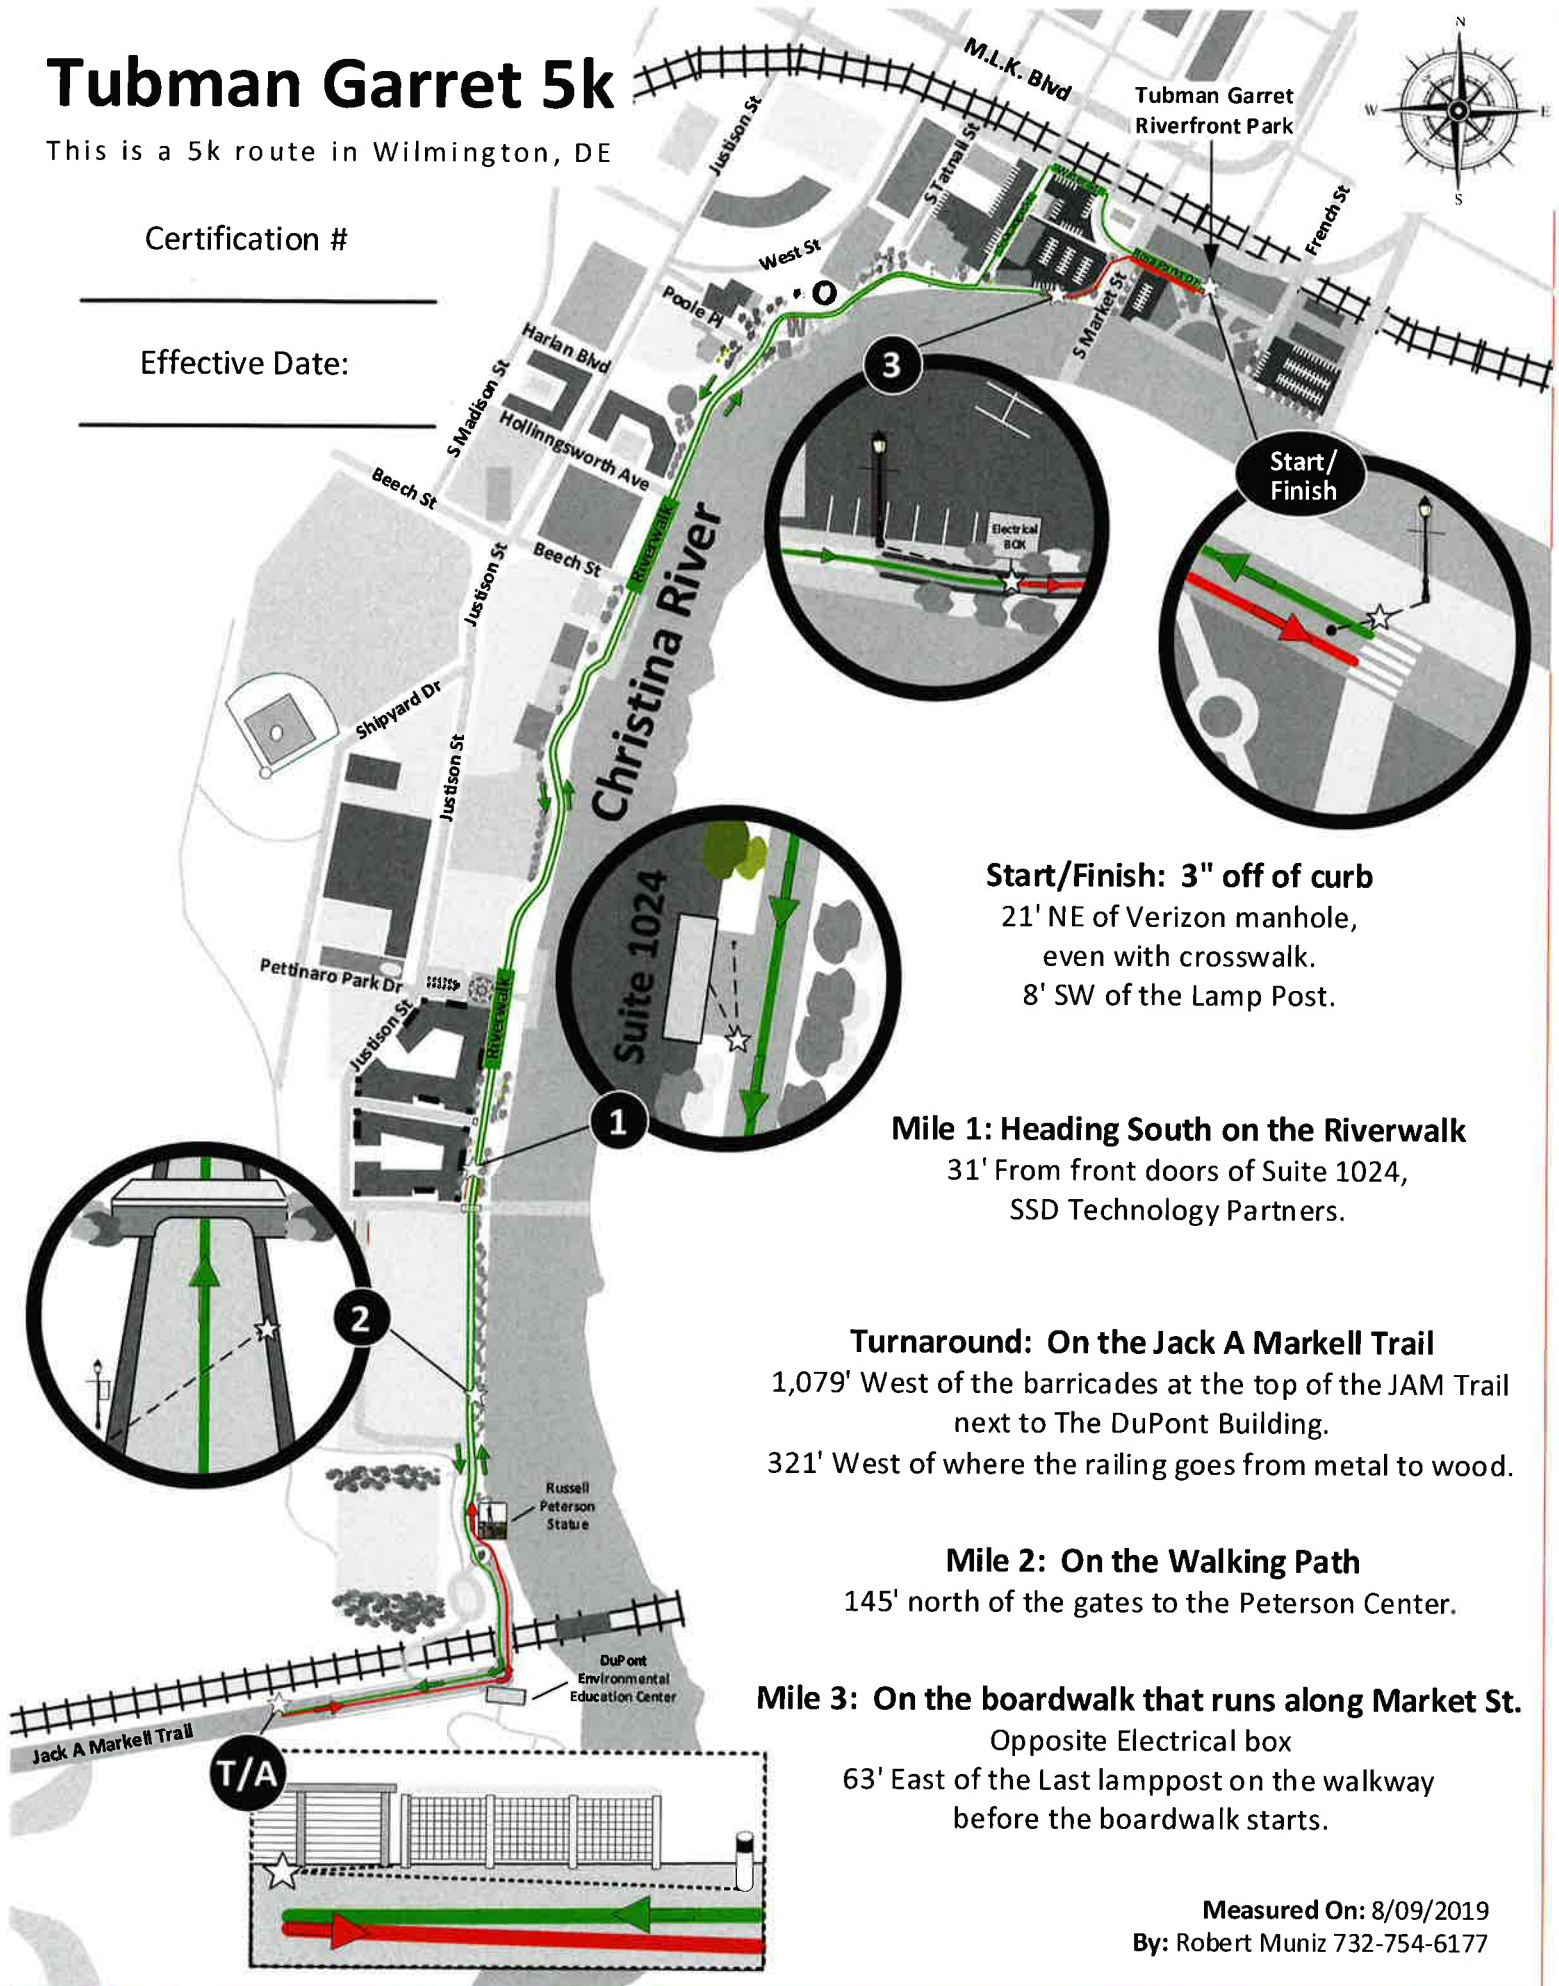 Tubman Garret 5k
This is a 5k route in Wilmington, DE
Certification #
Effective Date:
M.L.K. Blvd
Tubman Garret
Riverfront Park
N
W
E
S
Justison St
S Tatnall St
French St
West St
River Parks Dr
Poole Pl
S Market St
Harlan Blvd
S Madison St
Hollinngsworth Ave
Beech St
Beech St
Justison St
Riverwalk
Christina River
3
Electrical
BOX
Start/
Finish
Shipyard Dr
Justison St
Suite 1024
Pettinaro Park Dr
Justison St
Riverwalk
1
2
Start/Finish: 3" off of curb
21' NE of Verizon manhole,
even with crosswalk.
8' SW of the Lamp Post.
Mile 1: Heading South on the Riverwalk
31' From front doors of Suite 1024,
SSD Technology Partners.
Turnaround: On the Jack A Markell Trail
1,079' West of the barricades at the top of the JAM Trail
next to The DuPont Building.
321' West of where the railing goes from metal to wood.
Russell
Peterson
Statue
Mile 2: On the Walking Path
145' north of the gates to the Peterson Center.
DuPont
Environmental
Education Center
Mile 3: On the boardwalk that runs along Market St.
Opposite Electrical box
63' East of the Last lamppost on the walkway
before the boardwalk starts.
Jack A Markell Trail
T/A
Measured On: 8/09/2019
By: Robert Muniz 732-754-6177